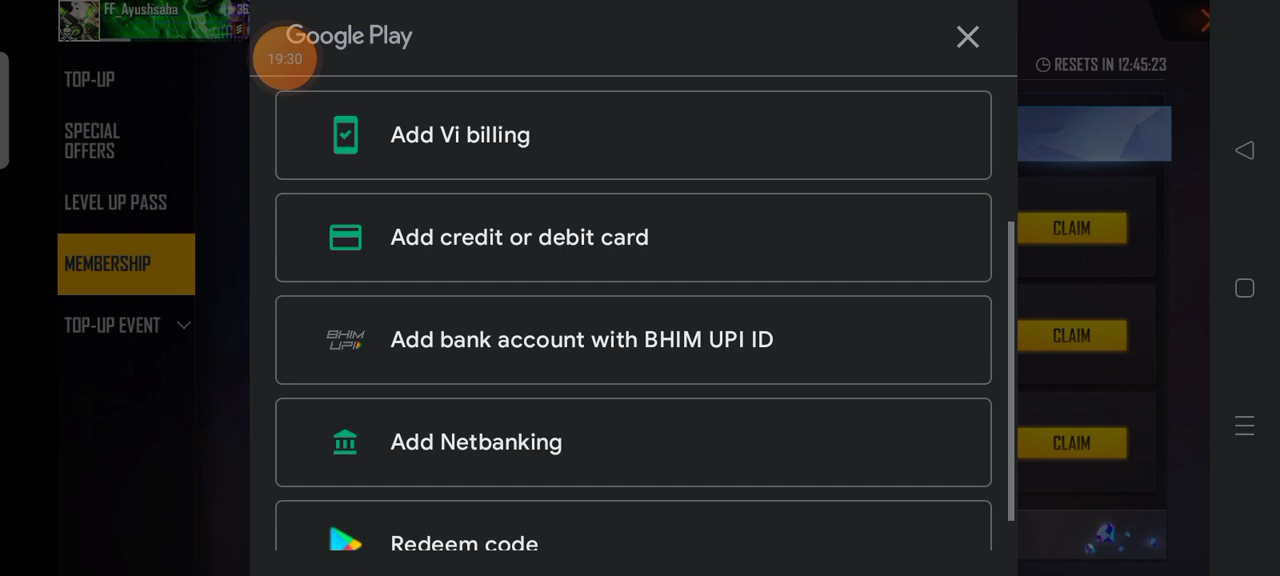 FF_Ayushsaha
36
Google Play
19:30
RESETS IN 12:45:23
TOP-UP
SPECIAL
OFFERS
LEVEL UP PASS
MEMBERSHIP
TOP-UP EVENT
Add Vi billing
Add credit or debit card
BHIM
UPI
Add bank account with BHIM UPI ID
Add Netbanking
Redeem code
CLAIM
CLAIM
CLAIM